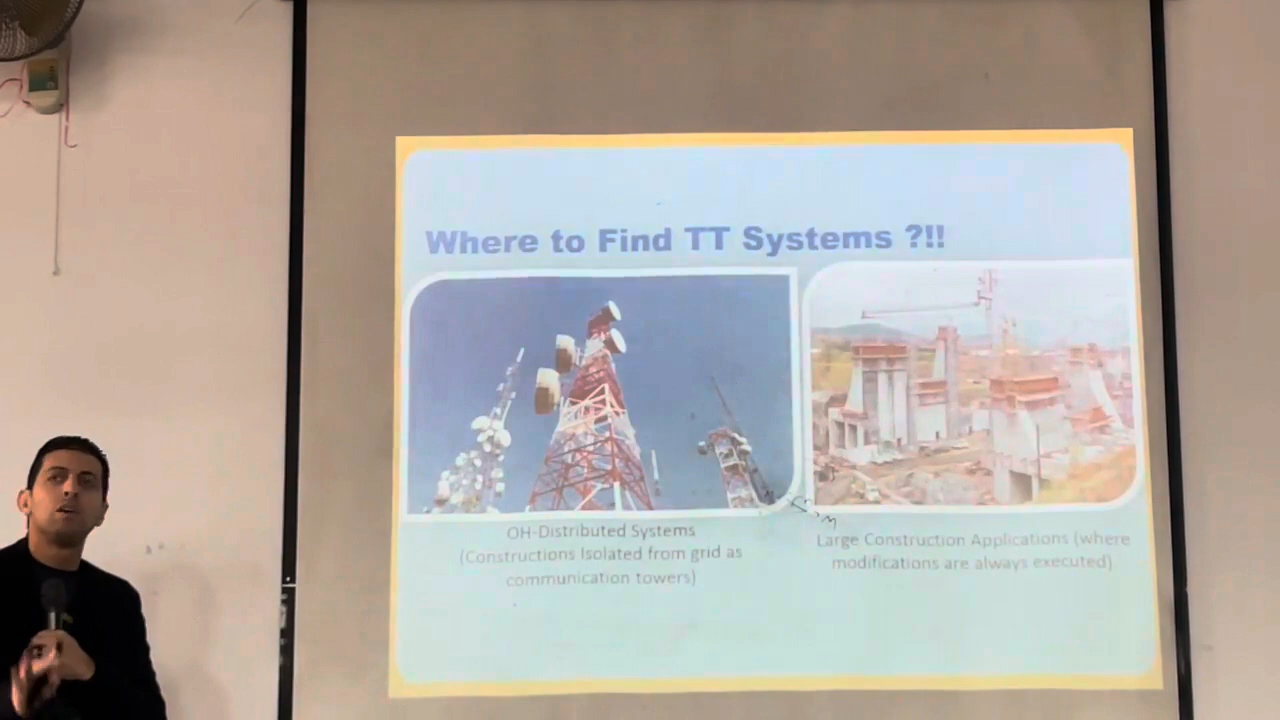 Where to Find TT Systems ?!!
OH-Distributed Systems
(Constructions Isolated from grid as
communication towers)
Large Construction Applications (where
modifications are always executed)